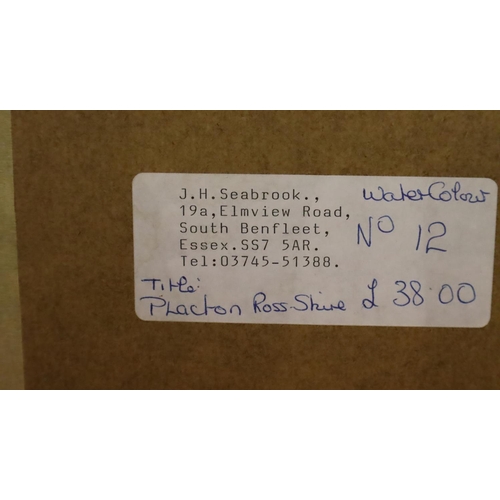 J.H.Seabrook.,
19a,Elmview Road,
South Benfleet,
Essex.SS7 5AR.
Tel:03745-51388.
WaterColour
No 12
Title:
Placton Ross-Shire £ 38.00